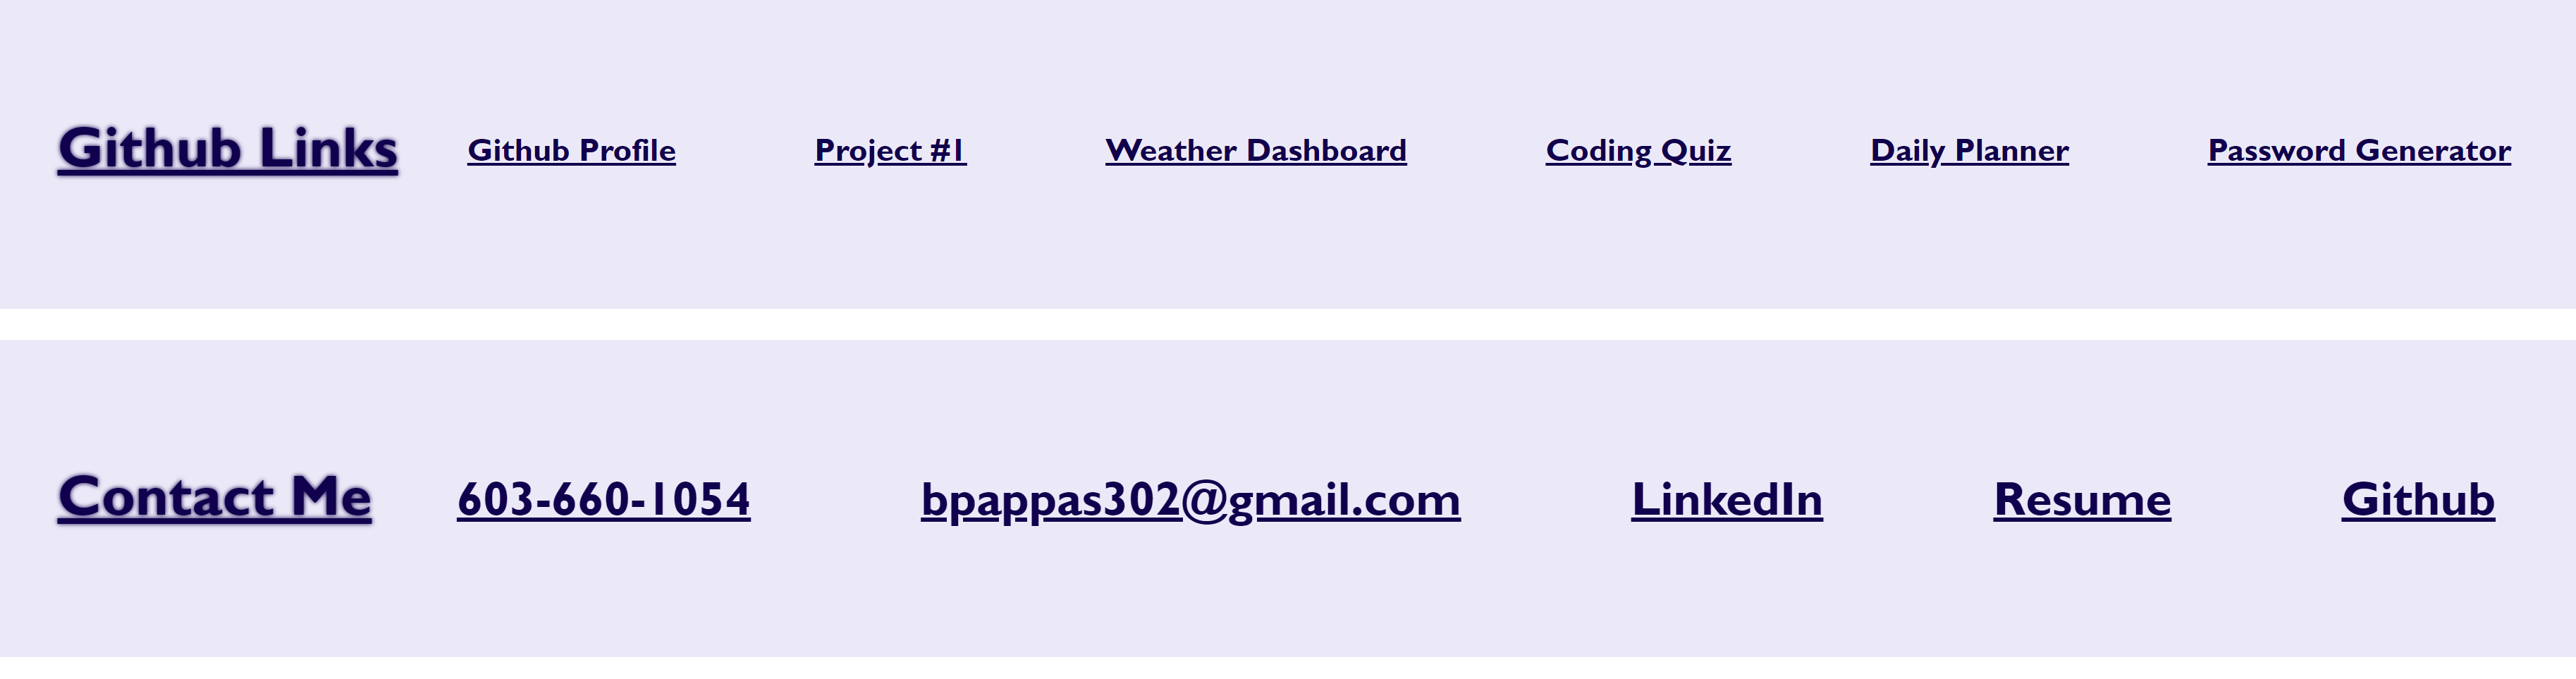 Github Links Github Profile Project #1 Weather Dashboard Coding Quiz Daily Planner Password Generator
Contact Me 603-660-1054 bpappas302@gmail.com LinkedIn Resume Github